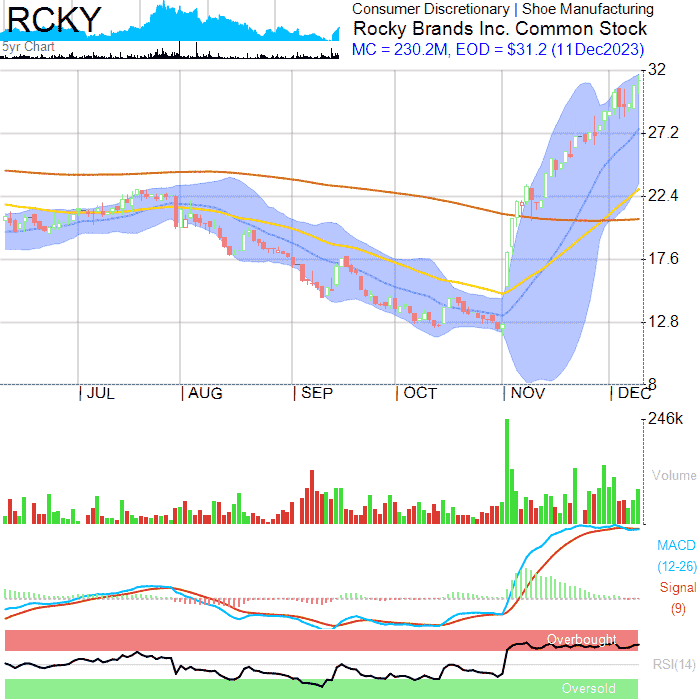 RCKY
5yr Chart
Consumer Discretionary | Shoe Manufacturing
Rocky Brands Inc. Common Stock
MC = 230.2M, EOD = $31.2 (11Dec2023)
32
27.2
22.4
17.6
12.8
8
JUL
AUG
SEP
OCT
NOV
DEC
246k
Volume
MACD
(12-26)
Signal
(9)
Overbought
RSI(14)
Oversold